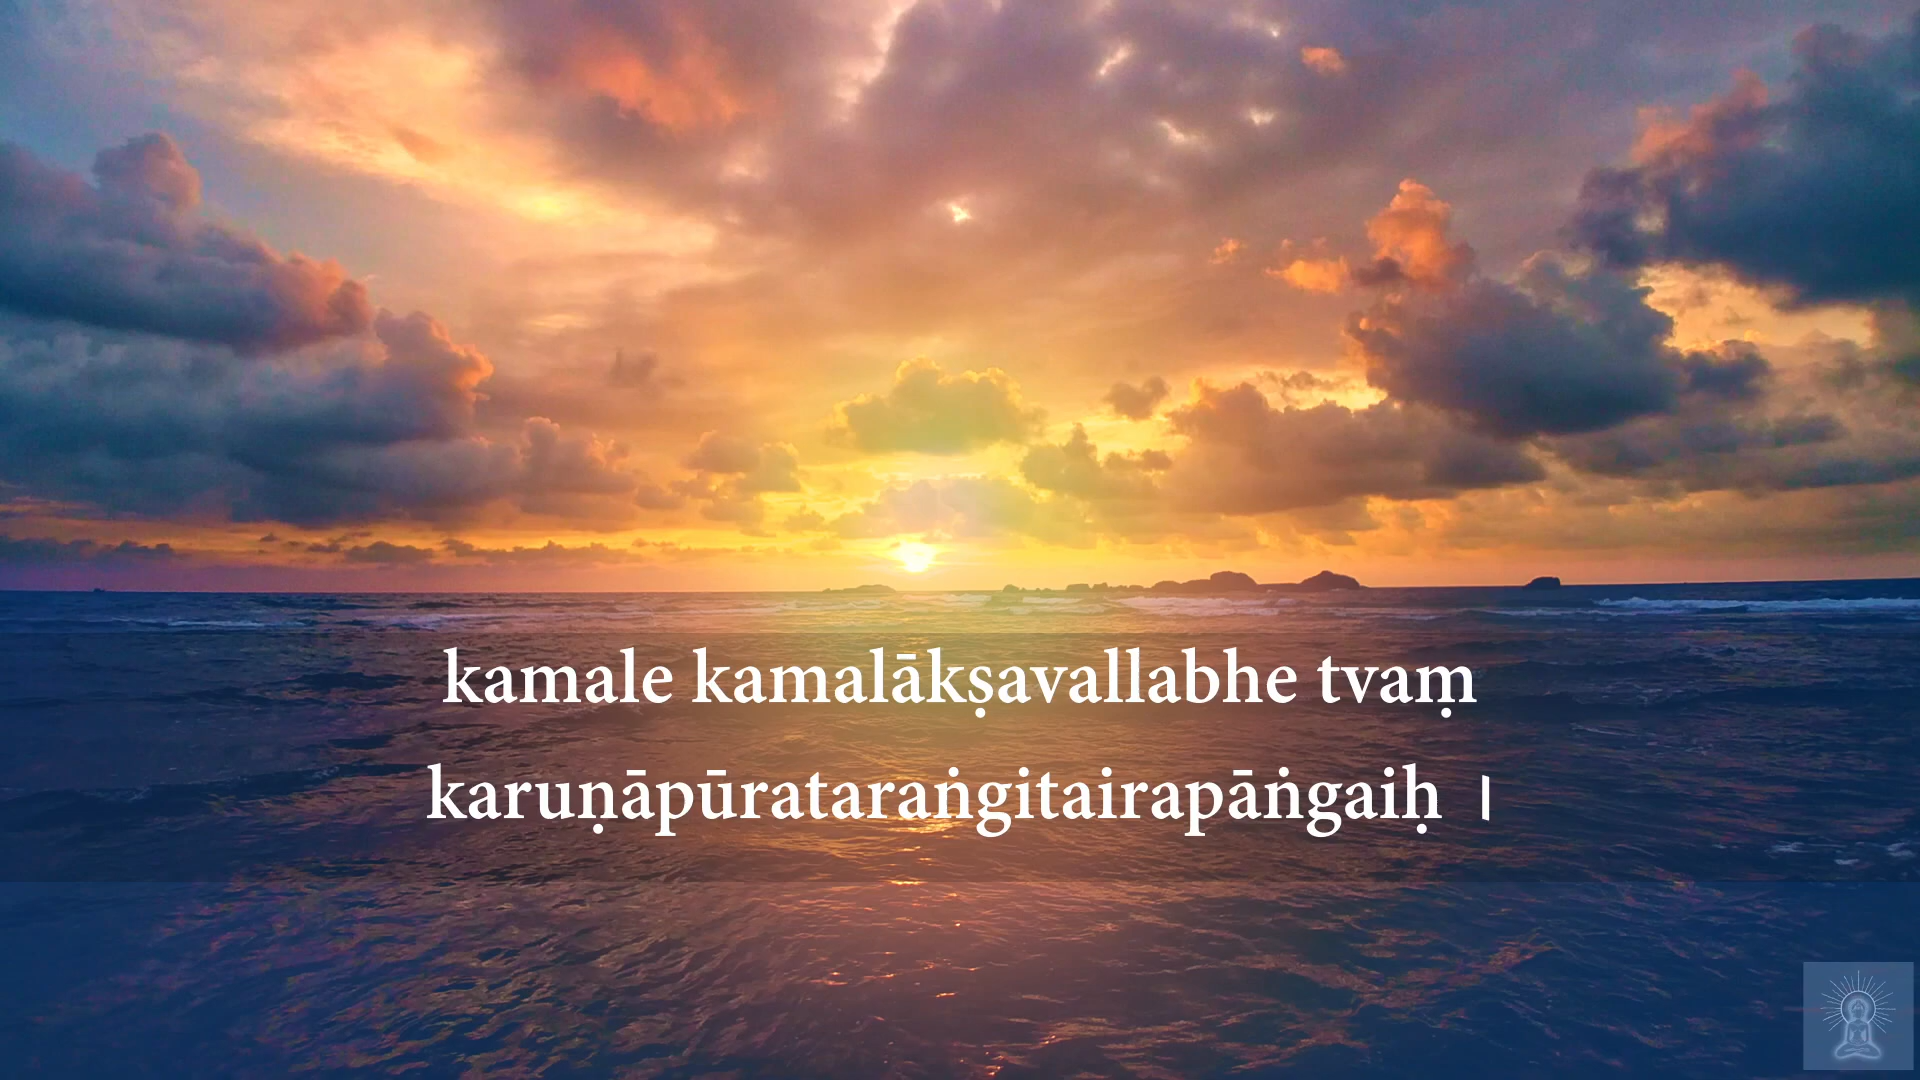 kamale kamalākṣavallabhe tvaṃ
karuṇāpūrataraṅgitairapāṅgaiḥ ।